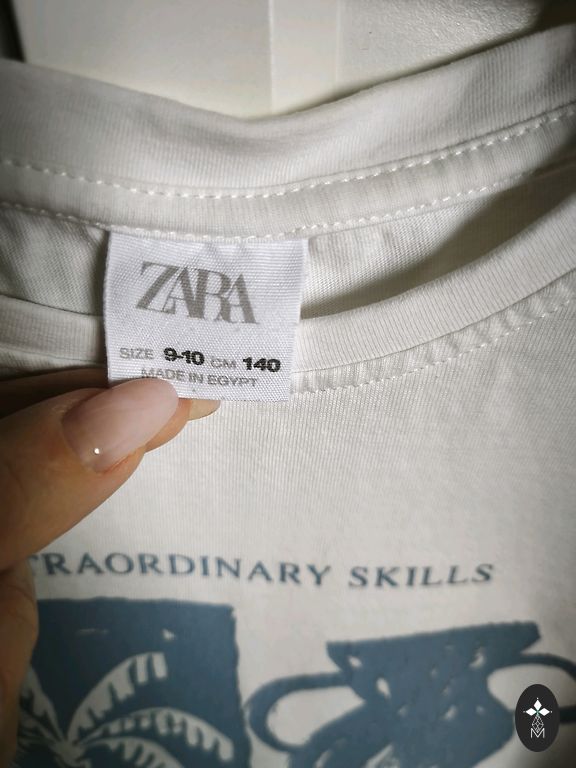 ZARA
SIZE 9-10 CM 140
MADE IN EGYPT
TRAORDINARY SKILLS
M